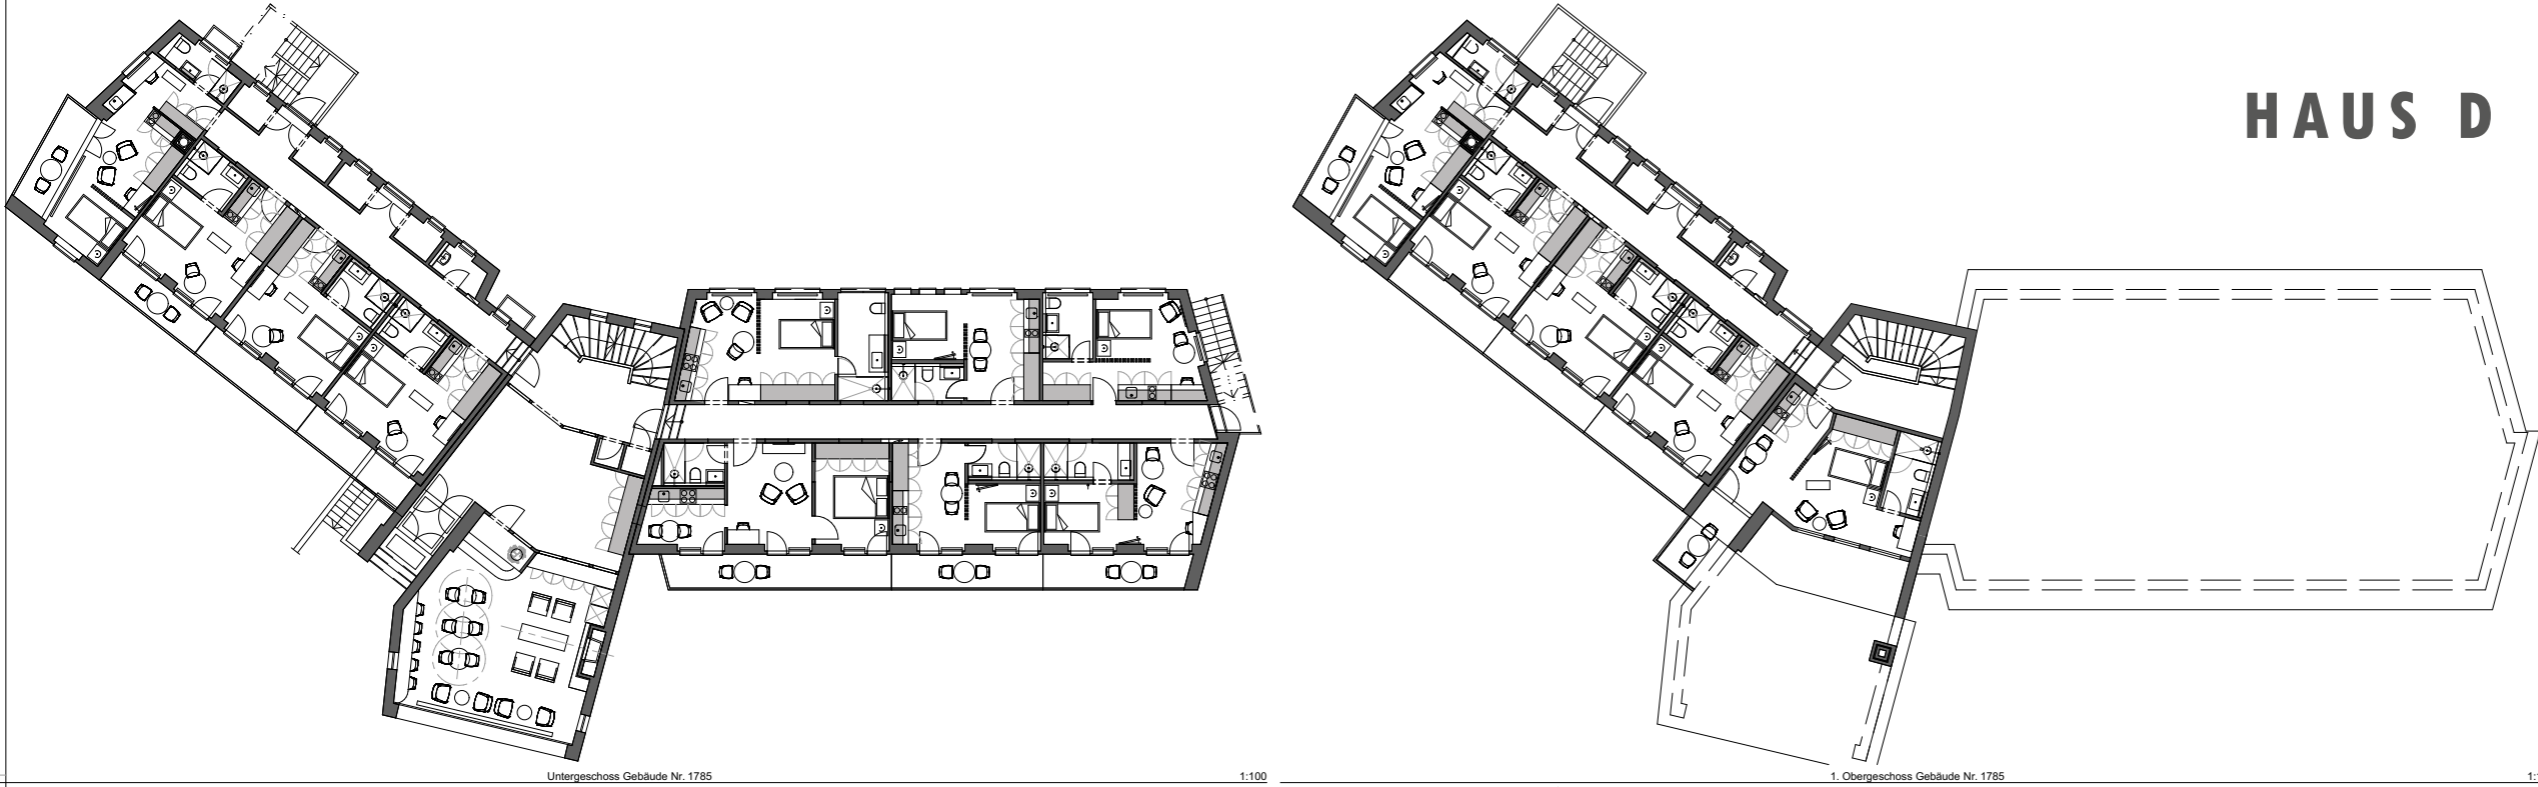 HAUS D
Untergeschoss Gebäude Nr. 1785
1:100
1. Obergeschoss Gebäude Nr. 1785